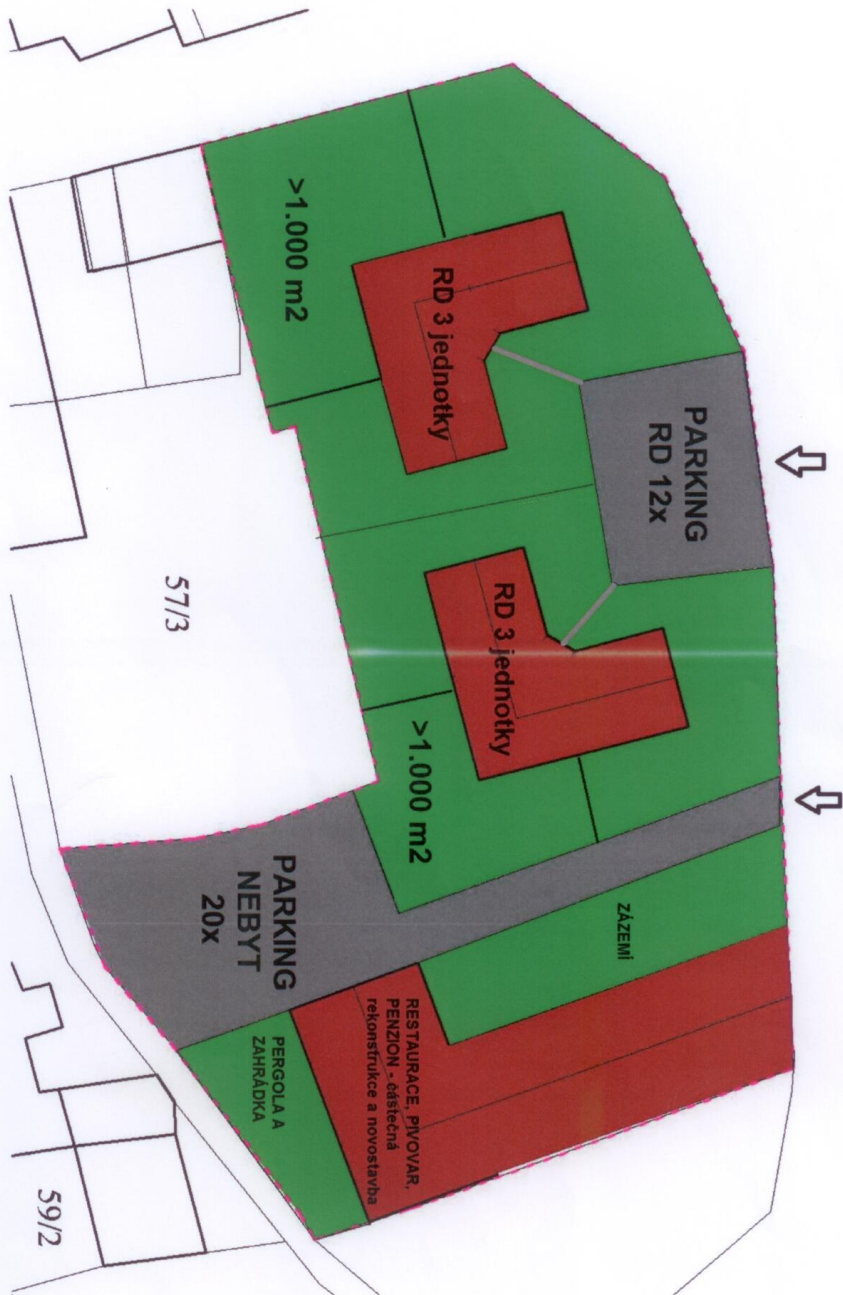 PARKING
RD 12x
RD 3 jednotky
>1.000 m2
RD 3 jednotky
>1.000 m2
57/3
ZÁZEMÍ
PARKING
NEBYT
20x
RESTAURACE, PIVOVAR,
PENZION - částečná
rekonstrukce a novostavba
PERGOLA A
ZAHRÁDKA
59/2